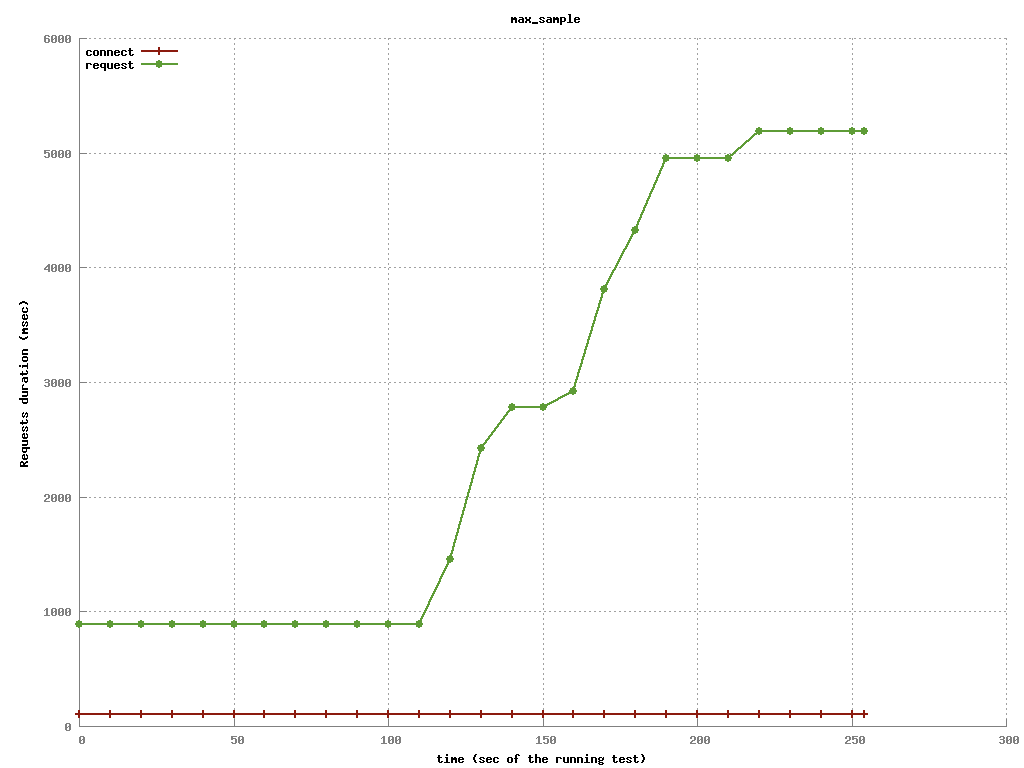 max_sample
6000
connect
request
5000
4000
3000
2000
1000
0
Requests duration (msec)
0 50 100 150 200 250 300
time (sec of the running test)